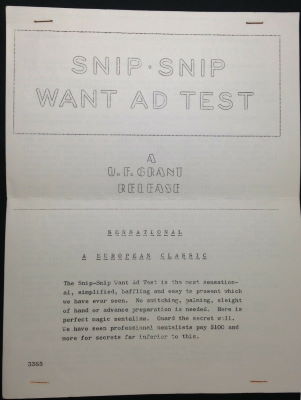 SNIP-SNIP
WANT AD TEST
A
U.F. GRANT
RELEASE
SENSATIONAL
A EUROPEAN CLASSIC
The Snip-Snip Want Ad Test is the most sensation-
al, simplified, baffling and easy to present which
we have ever seen. No switching, palming, sleight
of hand or advance preparation is needed. Here is
perfect magic mentalism. Guard the secret well.
We have seen professional mentalists pay $100 and
more for secrets far inferior to this.
3363